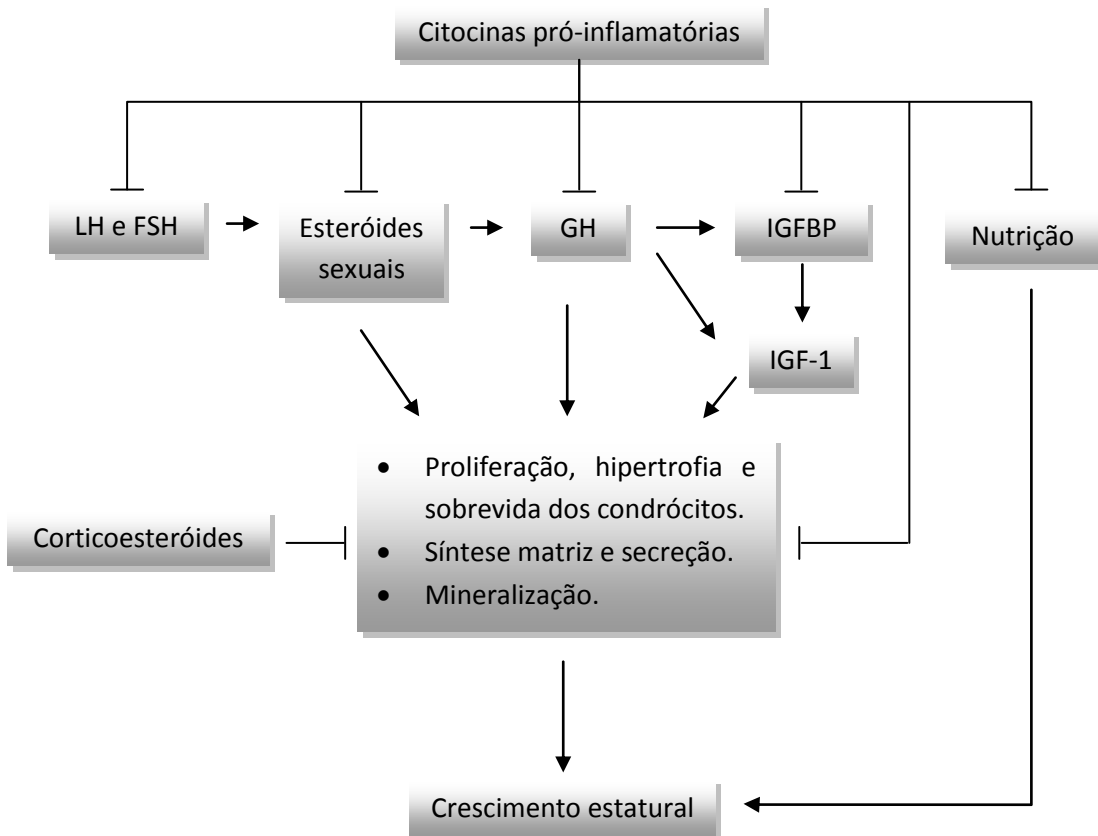 Citocinas pró-inflamatórias
LH e FSH
Esteróides
sexuais
GH
IGFBP
Nutrição
IGF-1
• Proliferação, hipertrofia e
sobrevida dos condrócitos.
• Síntese matriz e secreção.
• Mineralização.
Corticoesteróides
Crescimento estatural